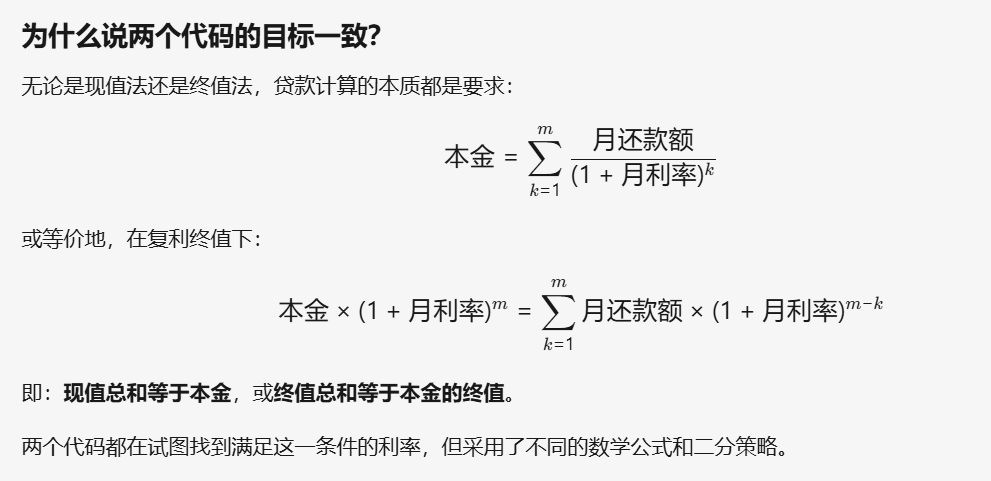 为什么说两个代码的目标一致?
无论是现值法还是终值法，贷款计算的本质都是要求：
本金 = ∑_{k=1}^{m} 月还款额 / (1 + 月利率)^k
或等价地，在复利终值下：
本金 × (1 + 月利率)^m = ∑_{k=1}^{m} 月还款额 × (1 + 月利率)^{m−k}
即：现值总和等于本金，或终值总和等于本金的终值。
两个代码都在试图找到满足这一条件的利率，但采用了不同的数学公式和二分策略。